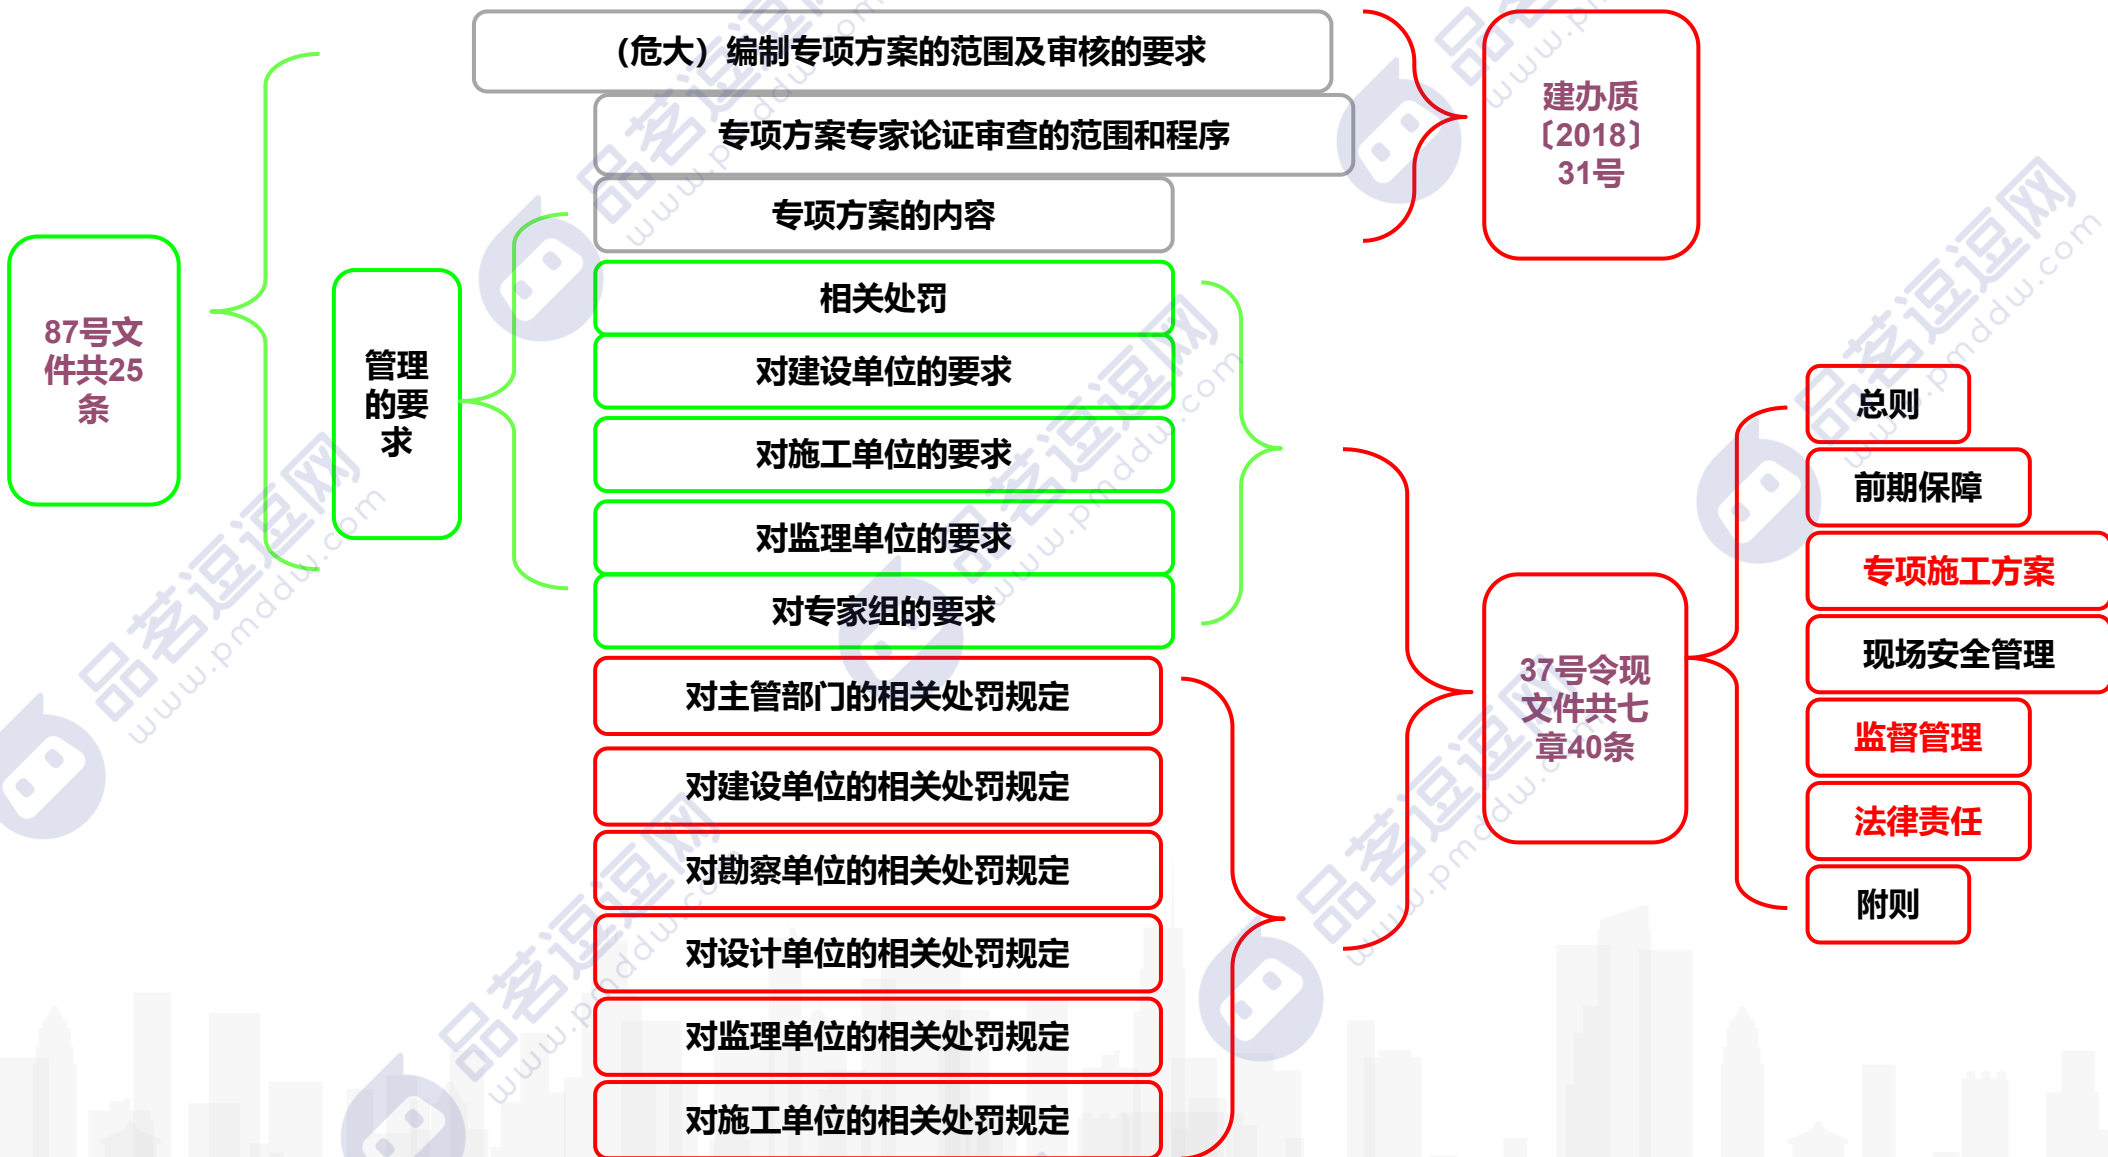 （危大）编制专项方案的范围及审核的要求
专项方案专家论证审查的范围和程序
专项方案的内容
建办质
〔2018〕
31号
87号文
件共25
条
管理
的要
求
相关处罚
对建设单位的要求
对施工单位的要求
对监理单位的要求
对专家组的要求
对主管部门的相关处罚规定
对建设单位的相关处罚规定
对勘察单位的相关处罚规定
对设计单位的相关处罚规定
对监理单位的相关处罚规定
对施工单位的相关处罚规定
37号令现
文件共七
章40条
总则
前期保障
专项施工方案
现场安全管理
监督管理
法律责任
附则
品茗逗逗网
www.pmddw.com